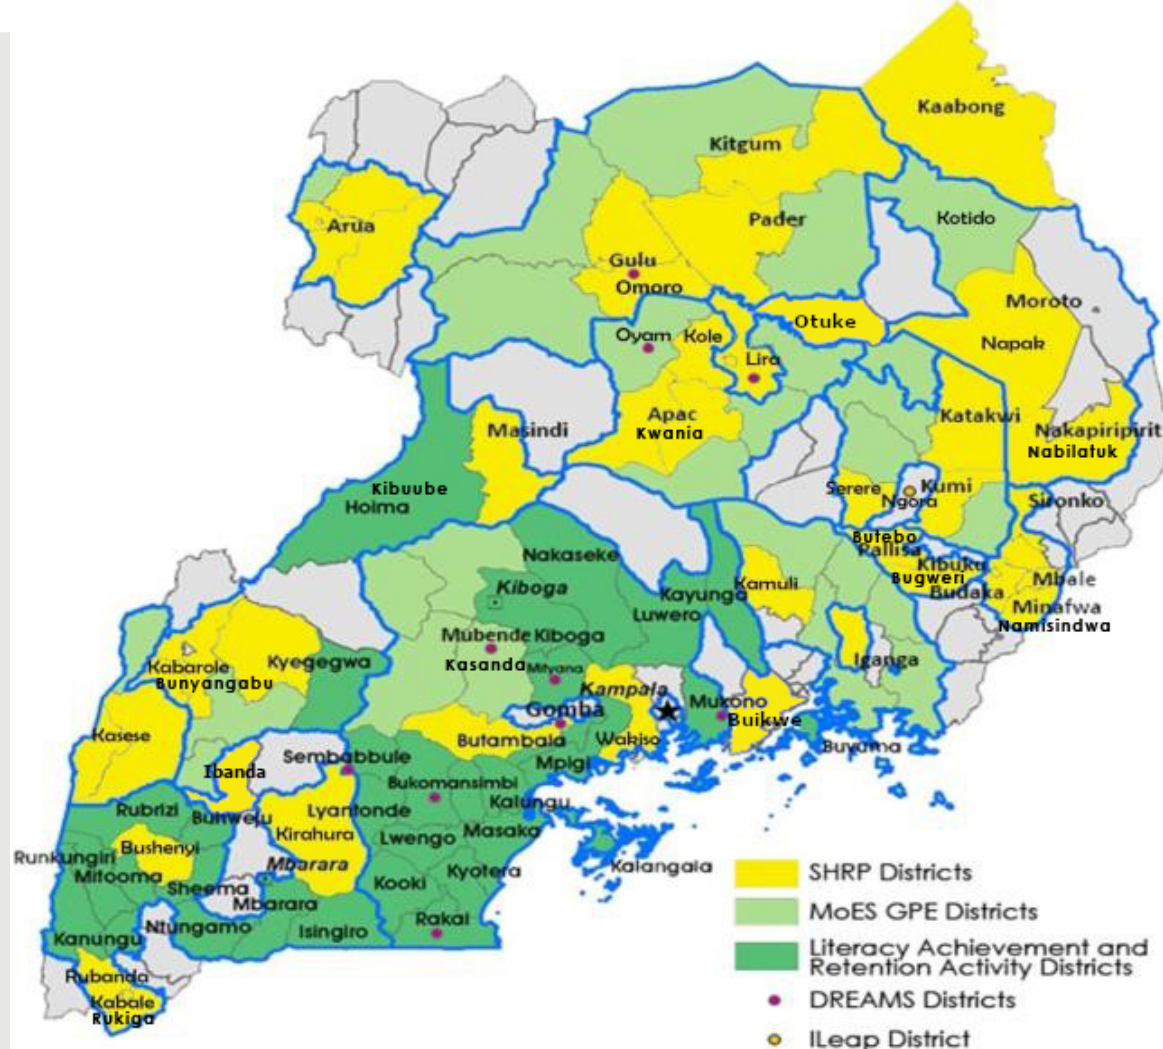 Kaabong
Kitgum
Arua
Pader
Kotido
Gulu
Omoro
Moroto
Otuke
Oyam
Kole
Napak
Lira
Apac
Kwania
Masindi
Katakwi
Nakapiripirit
Nabilatuk
Kibuube
Hoima
Serere
Kumi
Ngora
Sironko
Butebo
Pallisa
Nakaseke
Kibuku
Bugweri
Mbale
Kiboga
Kamuli
Kayunga
Budaka
Luwero
Minafwa
Namisindwa
Mubende
Kiboga
Kasanda
Mityana
Iganga
Kabarole
Kyegegwa
Bunyangabu
Kampala
Mukono
Gomba
Buikwe
Kasese
Butambala
Wakiso
Buyuma
Sembabbule
Mpigi
Ibanda
Bukomansimbi
Kalungu
Rubrizi
Buhweju
Lyantonde
Kirahura
Lwengo
Masaka
Bushenyi
Runkungiri
Mbarara
Mitooma
Kalangala
Sheema
Kooki
Kyotera
Mbarara
Ntungamo
Isingiro
Rakai
Kanungu
Rubanda
Kabale
Rukiga
SHRP Districts
MoES GPE Districts
Literacy Achievement and
Retention Activity Districts
DREAMS Districts
ILeap District